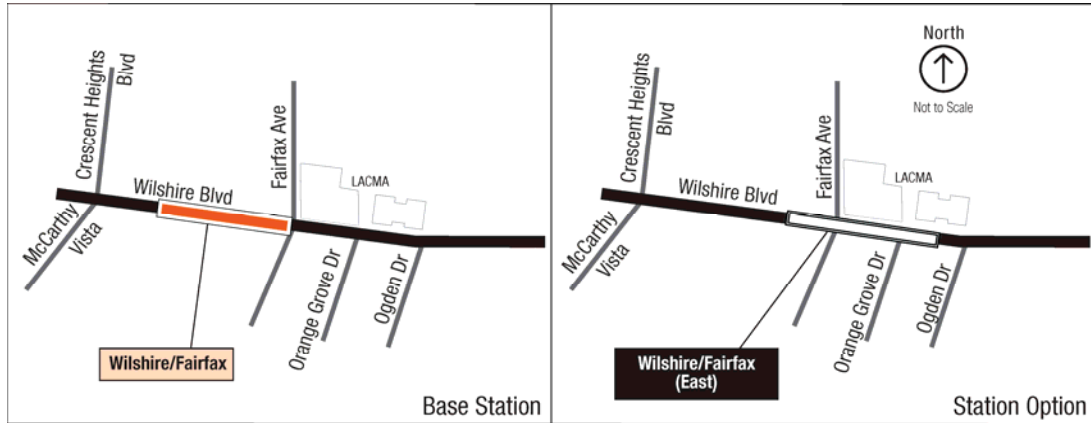 Crescent Heights
Blvd
Fairfax Ave
LACMA
Wilshire Blvd
McCarthy
Vista
Orange Grove Dr
Ogden Dr
Wilshire/Fairfax
Base Station
North
Not to Scale
Crescent Heights
Blvd
Fairfax Ave
LACMA
Wilshire Blvd
McCarthy
Vista
Orange Grove Dr
Ogden Dr
Wilshire/Fairfax
(East)
Station Option